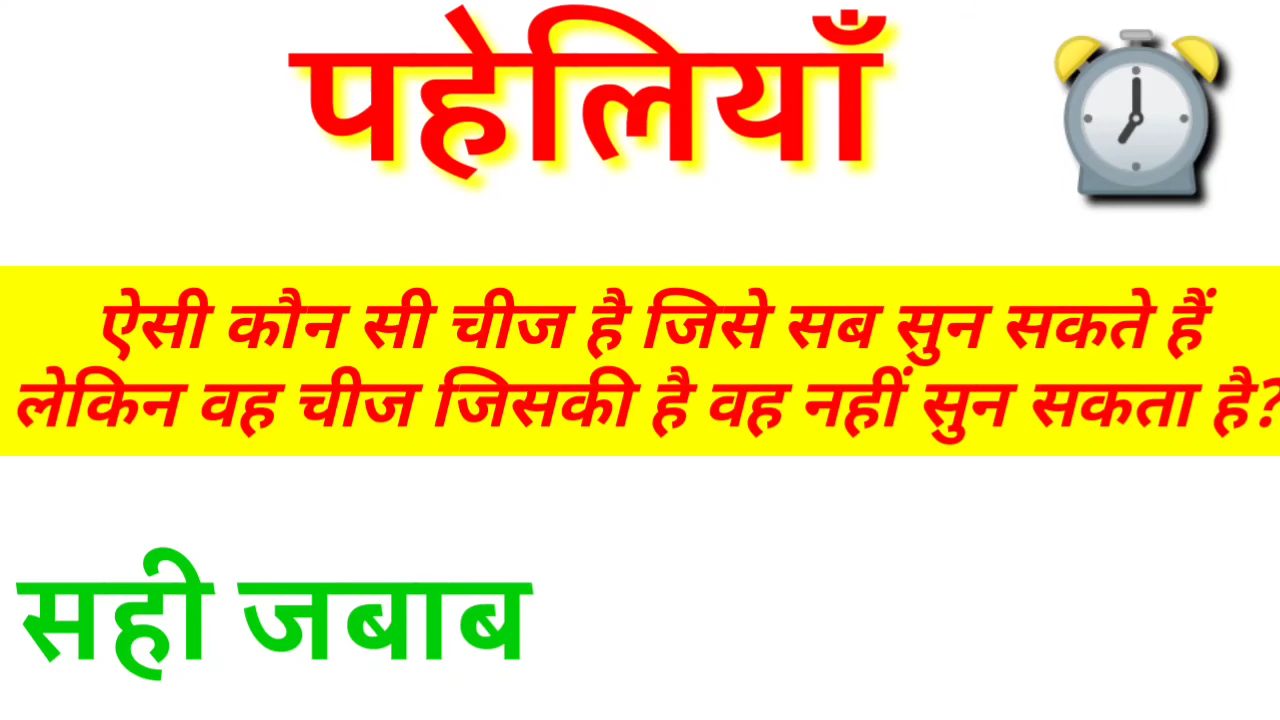 पहेलियाँ
ऐसी कौन सी चीज है जिसे सब सुन सकते हैं
लेकिन वह चीज जिसकी है वह नहीं सुन सकता है?
सही जबाब